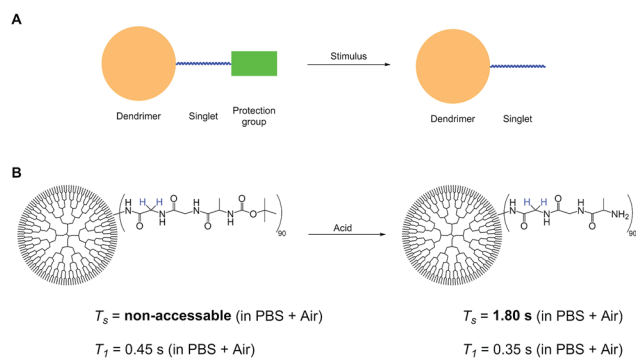 A
Stimulus
Dendrimer Singlet Protection group
Dendrimer Singlet
B
H H O H H O
N N N N O
H O O H
90
Acid
H H O H
N N N NH2
O H O
90
Ts = non-accessable (in PBS + Air)
T1 = 0.45 s (in PBS + Air)
Ts = 1.80 s (in PBS + Air)
T1 = 0.35 s (in PBS + Air)